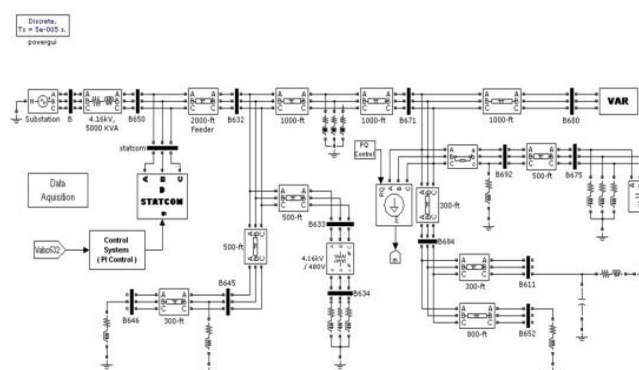 Discrete,
Ts = 5e-005 s.
powergui
Substation
B
4.16kV,
5000 KVA
B650
2000-ft
Feeder
B632
1000-ft
1000-ft
B671
1000-ft
B680
VAR
statcom
STATCOM
Data
Aquisition
Vabc632
Control
System
(PI Control)
PQ
Control
PQ
B692
500-ft
B675
500-ft
B633
300-ft
B684
500-ft
4.16kV
/ 480V
B634
B645
B646
300-ft
300-ft
B611
800-ft
B652